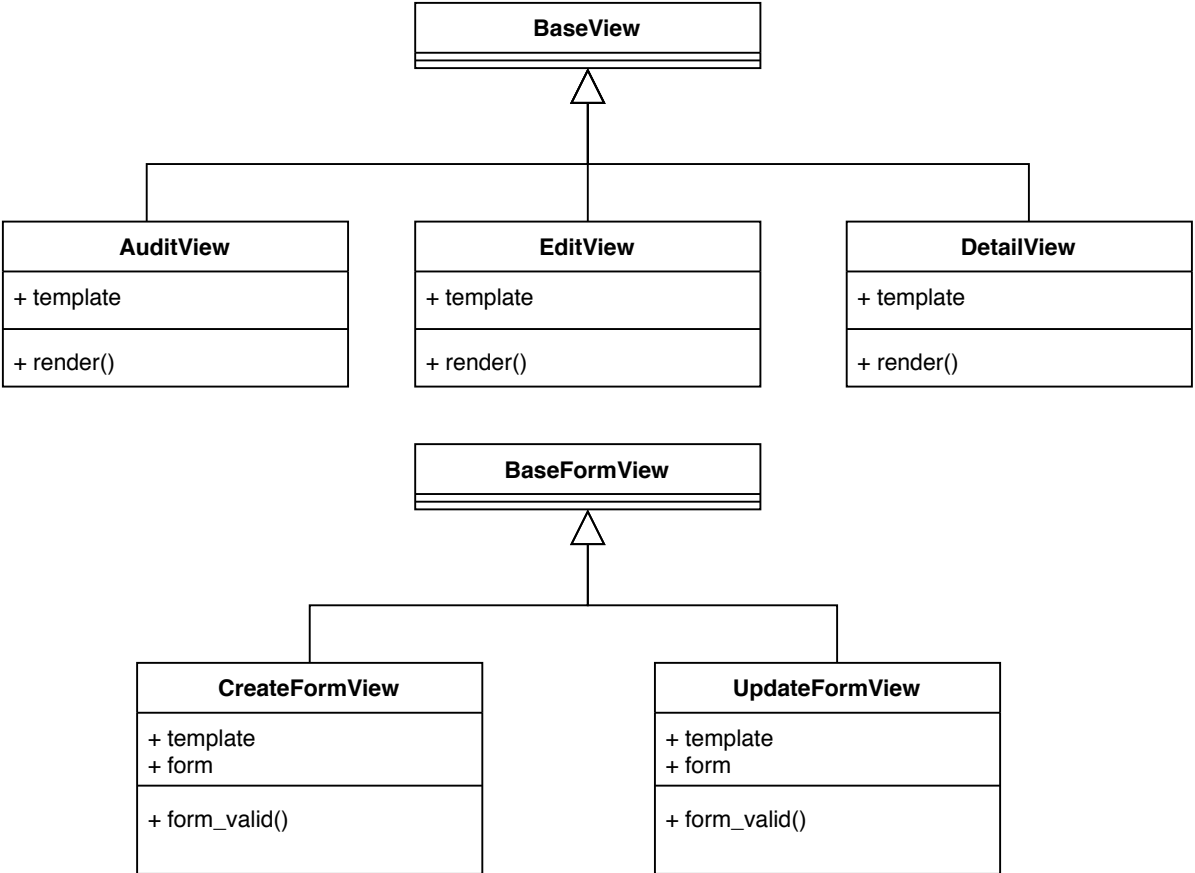 BaseView
AuditView
+ template
+ render()
EditView
+ template
+ render()
DetailView
+ template
+ render()
BaseFormView
CreateFormView
+ template
+ form
+ form_valid()
UpdateFormView
+ template
+ form
+ form_valid()